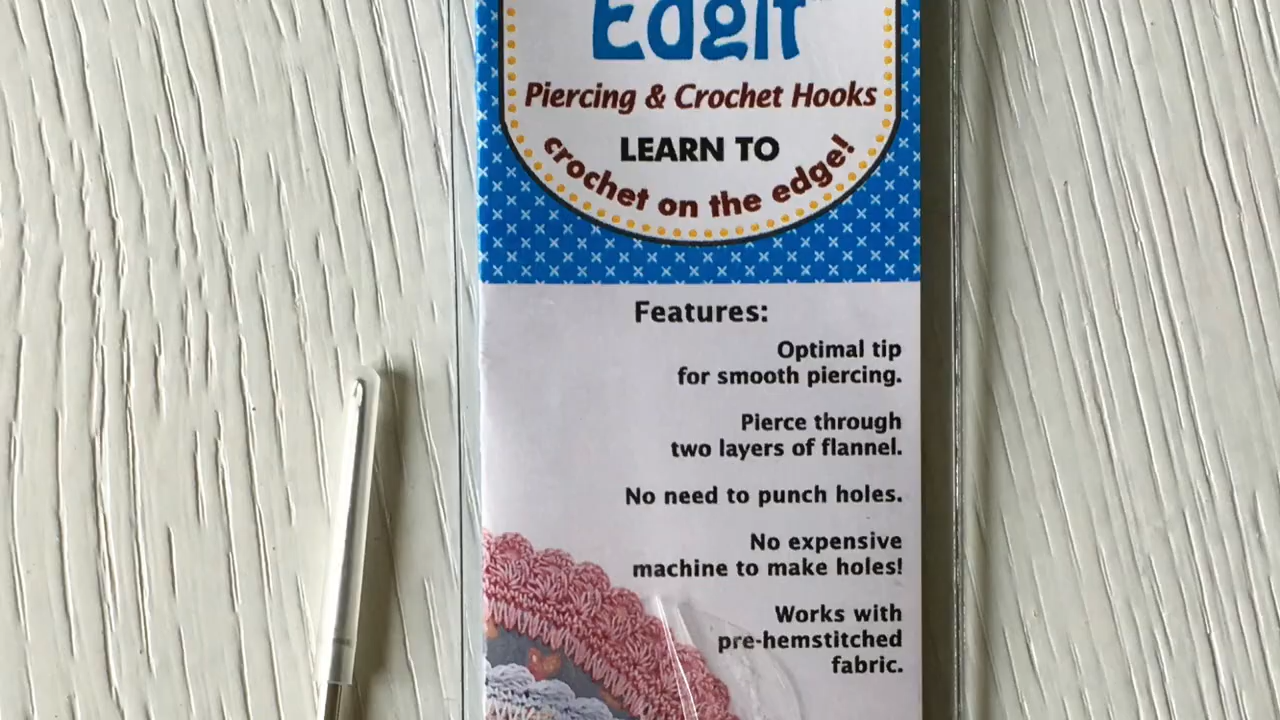 EdgIt™
Piercing & Crochet Hooks
LEARN TO
crochet on the edge!
Features:
Optimal tip
for smooth piercing.
Pierce through
two layers of flannel.
No need to punch holes.
No expensive
machine to make holes!
Works with
pre-hemstitched
fabric.